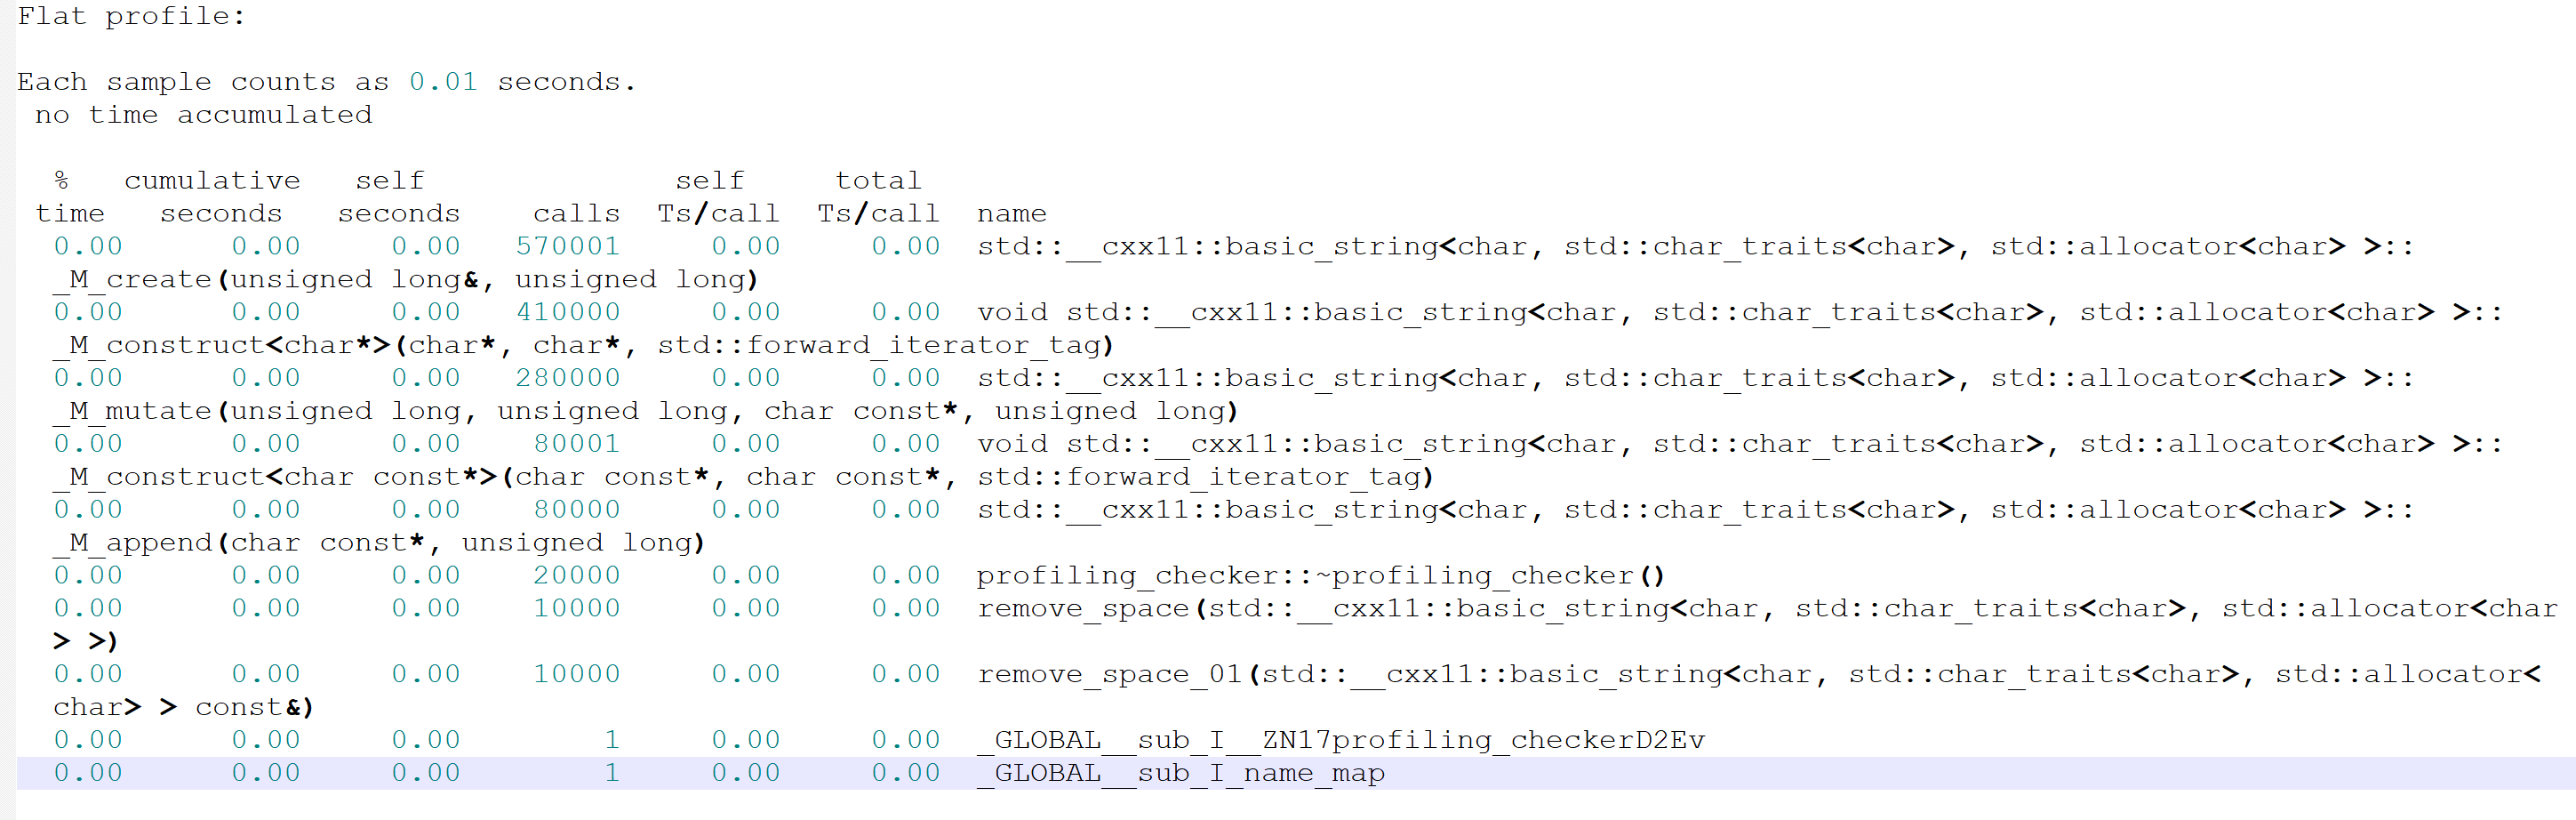 Flat profile:
Each sample counts as 0.01 seconds.
no time accumulated
% cumulative self self total
time seconds seconds calls Ts/call Ts/call name
0.00 0.00 0.00 570001 0.00 0.00 std::__cxx11::basic_string<char, std::char_traits<char>, std::allocator<char> >::
_M_create(unsigned long&, unsigned long)
0.00 0.00 0.00 410000 0.00 0.00 void std::__cxx11::basic_string<char, std::char_traits<char>, std::allocator<char> >::
_M_construct<char*>(char*, char*, std::forward_iterator_tag)
0.00 0.00 0.00 280000 0.00 0.00 std::__cxx11::basic_string<char, std::char_traits<char>, std::allocator<char> >::
_M_mutate(unsigned long, unsigned long, char const*, unsigned long)
0.00 0.00 0.00 80001 0.00 0.00 void std::__cxx11::basic_string<char, std::char_traits<char>, std::allocator<char> >::
_M_construct<char const*>(char const*, char const*, std::forward_iterator_tag)
0.00 0.00 0.00 80000 0.00 0.00 std::__cxx11::basic_string<char, std::char_traits<char>, std::allocator<char> >::
_M_append(char const*, unsigned long)
0.00 0.00 0.00 20000 0.00 0.00 profiling_checker::~profiling_checker()
0.00 0.00 0.00 10000 0.00 0.00 remove_space(std::__cxx11::basic_string<char, std::char_traits<char>, std::allocator<char
> >)
0.00 0.00 0.00 10000 0.00 0.00 remove_space_01(std::__cxx11::basic_string<char, std::char_traits<char>, std::allocator<
char> > const&)
0.00 0.00 0.00 1 0.00 0.00 _GLOBAL__sub_I__ZN17profiling_checkerD2Ev
0.00 0.00 0.00 1 0.00 0.00 _GLOBAL__sub_I_name_map